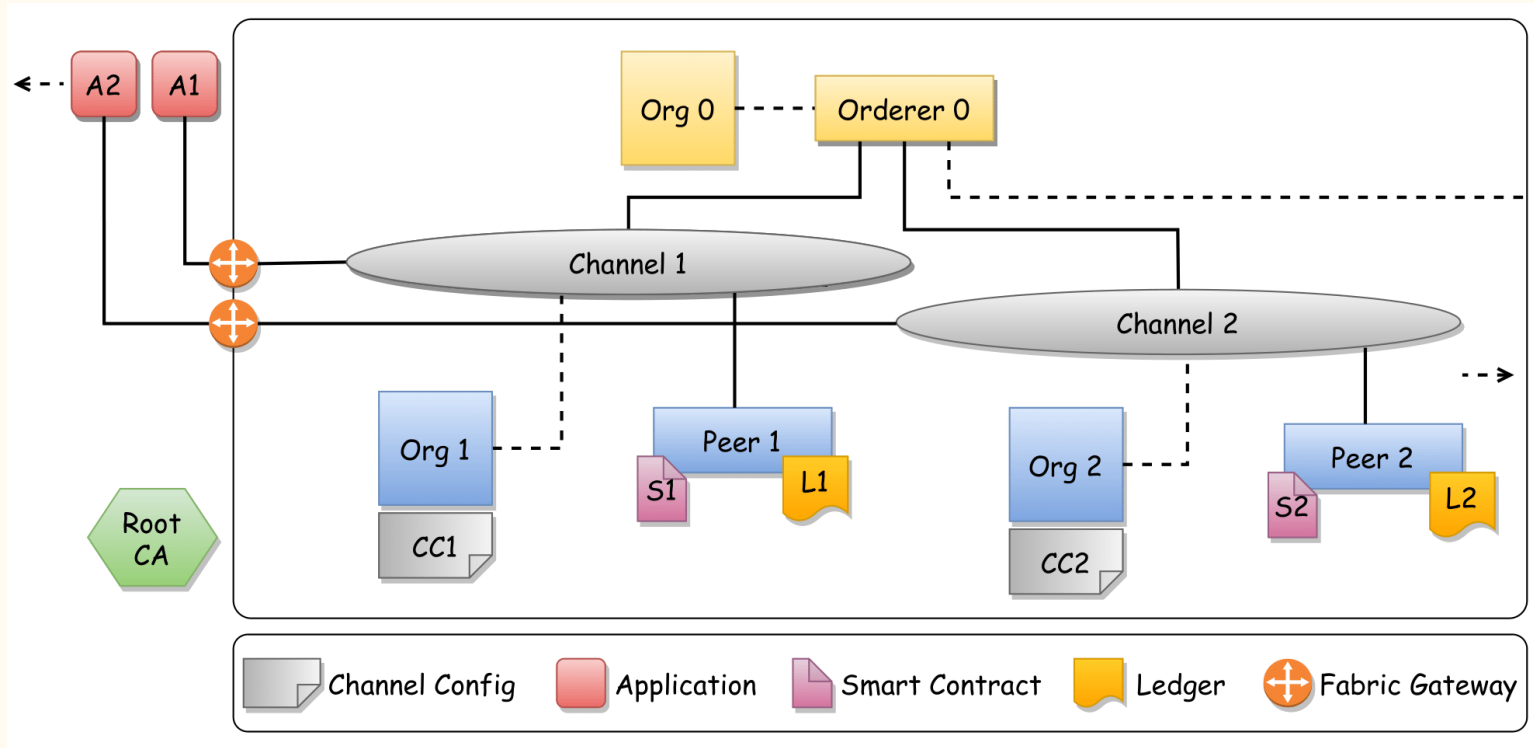 A2
A1
Org 0
Orderer 0
Channel 1
Channel 2
Org 1
Peer 1
S1
L1
CC1
Org 2
Peer 2
S2
L2
CC2
Root
CA
Channel Config
Application
Smart Contract
Ledger
Fabric Gateway